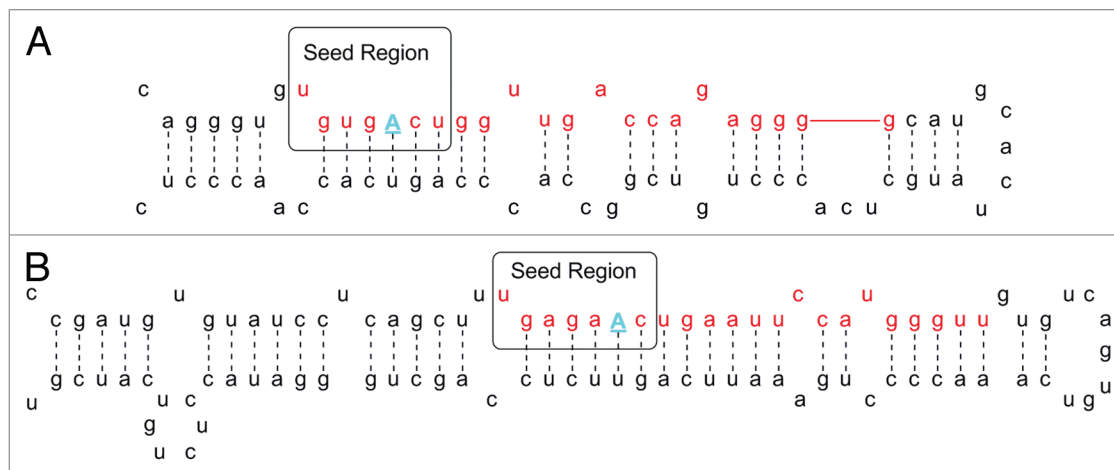 A
Seed Region
c g u u a g g
a g g g u g u g A c u g g u g c c a a g g g g c a u c
a
u c c c a c a c u g a c c a c g c u u c c c c g u a c
c a c c c g g a c u u
B
Seed Region
c u u u u c u g u c
c g a u g g u a u c c c a g c u g a g a A c u g a a u u c a g g g u u u g a
g
g c u a c c a u a g g g u c g a c u c u u g a c u u a a g u c c c a a a c u
u u c c a c u g
g u
u c